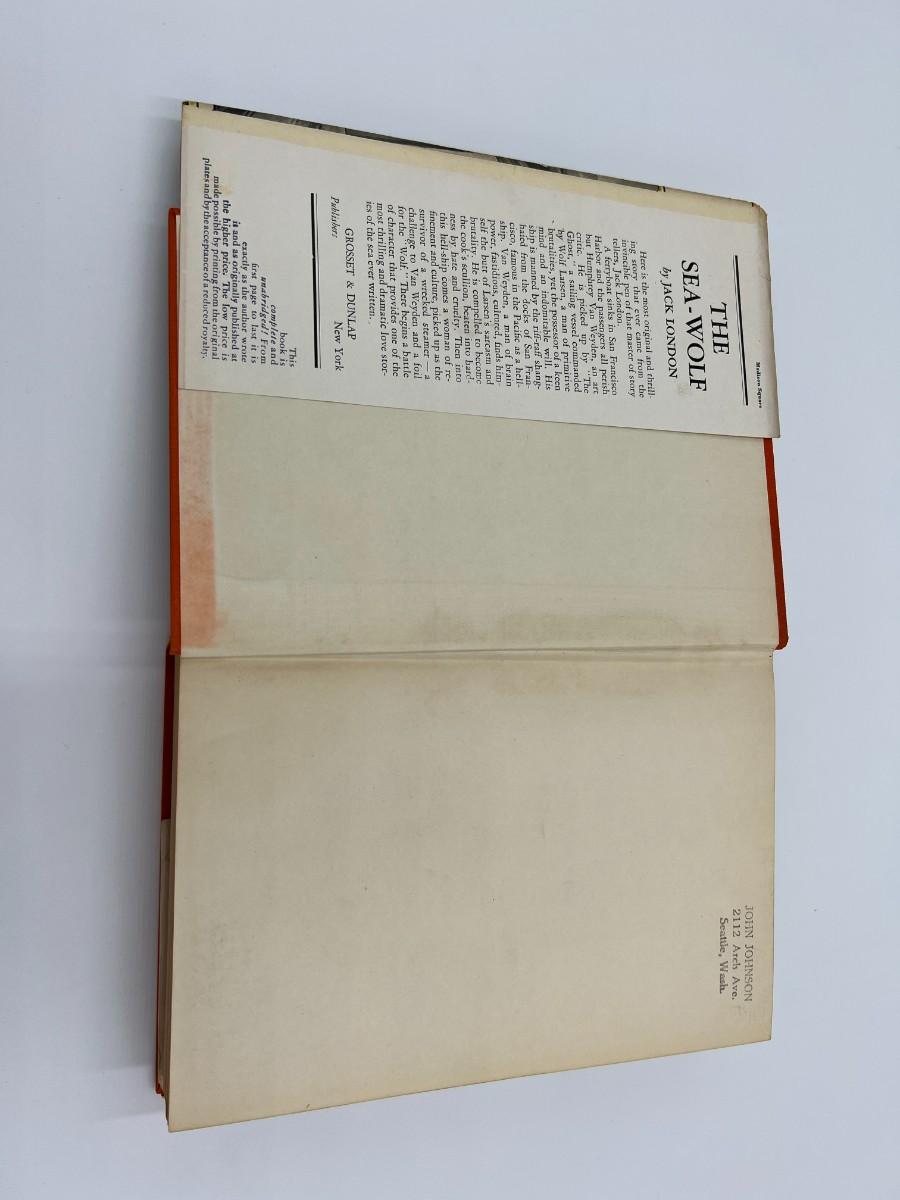 Madison Square
THE
SEA-WOLF
by JACK LONDON
Here is the most original and thrill-
ing story that ever came from the
invincible pen of that master of story
tellers, Jack London.
A ferryboat sinks in San Francisco
Harbor and the passengers all perish
but Humphrey Van Weyden, an art
critic. He is picked up by "The
Ghost," a sailing vessel commanded
by Wolf Larsen, a man of primitive
brutalities, yet the possessor of a keen
mind and an indomitable will. His
ship is manned by the riff-raff shang-
haied from the docks of San Fran-
cisco, famous in the Pacific as a hell-
ship. Van Weyden, a man of brain
power, fastidious, cultured, finds him-
self the butt of Larsen's sarcasm and
brutality. He is compelled to become
the cook's scullion, beaten into hard-
ness by hate and cruelty. Then into
this hell-ship comes a woman of re-
finement and culture, picked up as the
survivor of a wrecked steamer — a
challenge to Van Weyden and a foil
for the "Wolf." There begins a battle
of character that provides one of the
most thrilling and dramatic love stor-
ies of the sea ever written.
GROSSET & DUNLAP
Publishers New York
This
book is
complete and
unabridged! From
first page to last it is
exactly as the author wrote
it and as originally published at
the higher price. The low price is
made possible by printing from the original
plates and by the acceptance of a reduced royalty.
JOHN JOHNSON
2112 Arch Ave.
Seattle, Wash.